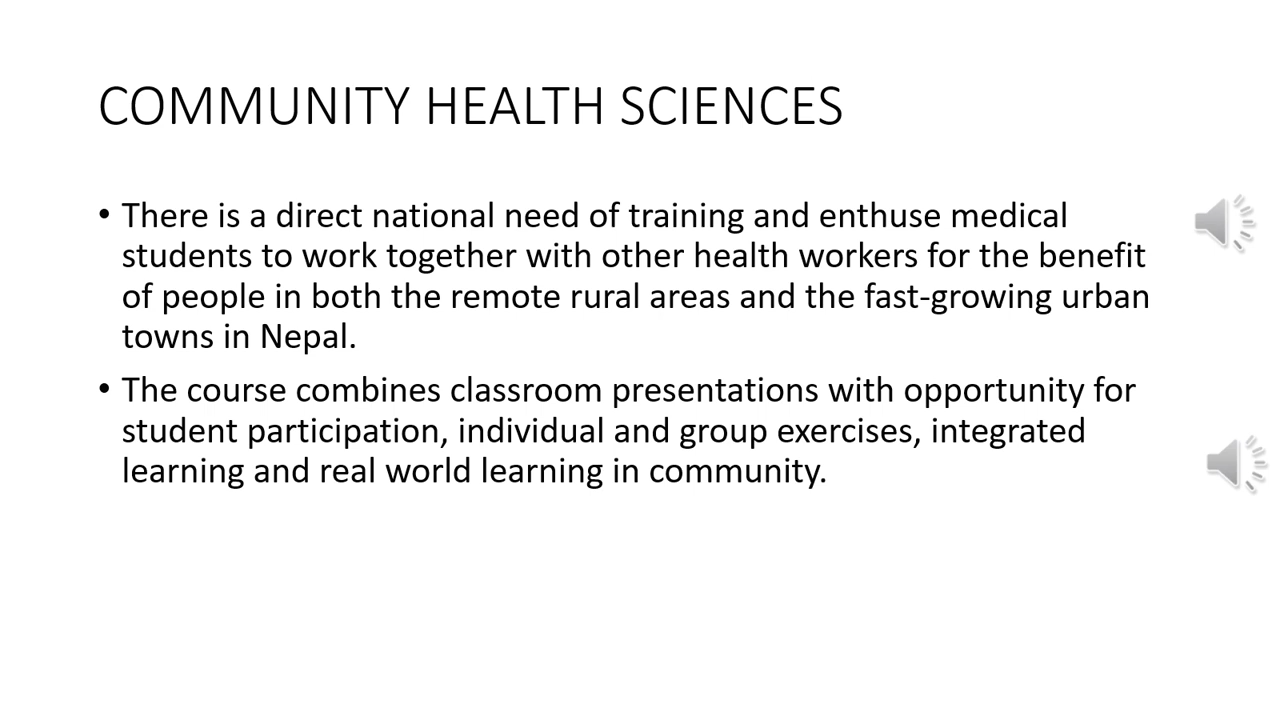 COMMUNITY HEALTH SCIENCES
• There is a direct national need of training and enthuse medical
students to work together with other health workers for the benefit
of people in both the remote rural areas and the fast-growing urban
towns in Nepal.
• The course combines classroom presentations with opportunity for
student participation, individual and group exercises, integrated
learning and real world learning in community.